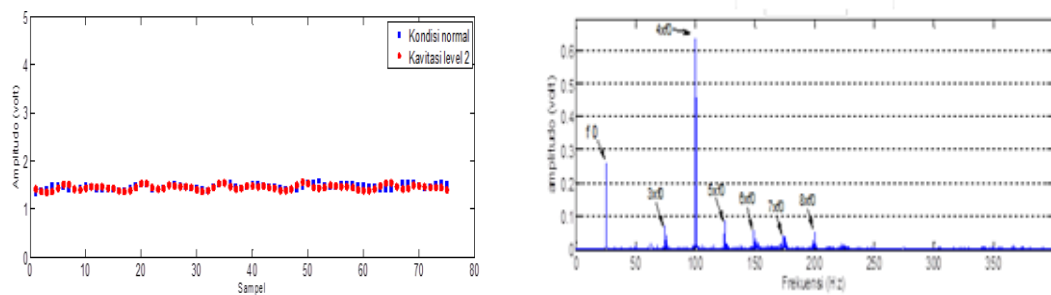 5
4
3
2
1
0
0 10 20 30 40 50 60 70 80
Amplitudo (volt)
Sampel
Kondisi normal
Kavitasi level 2
0.6
0.5
0.4
0.3
0.2
0.1
0
0 50 100 150 200 250 300 350
amplitudo (volt)
Frekuensi (Hz)
f0
3xf0
4xf0
5xf0
6xf0
7xf0
8xf0